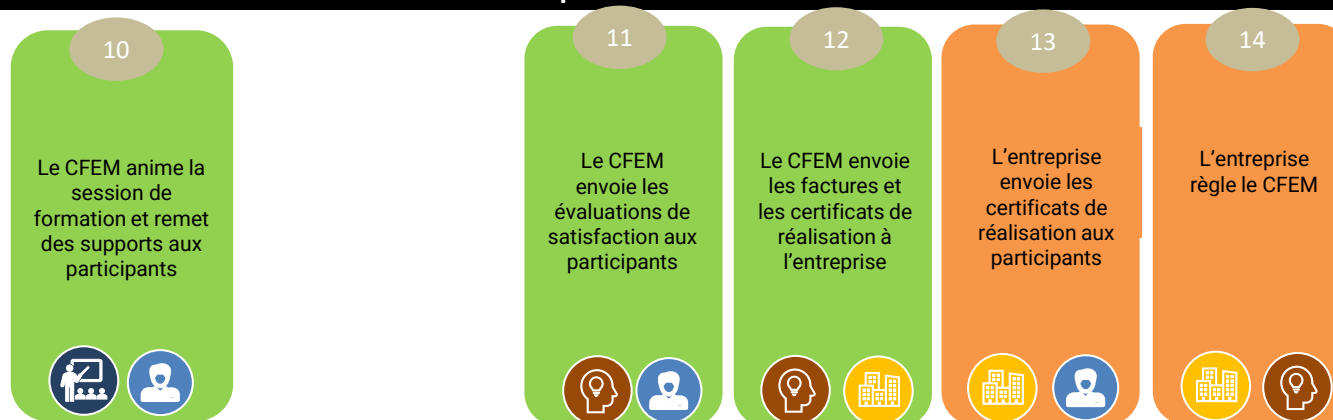 10
Le CFEM anime la
session de
formation et remet
des supports aux
participants
11
Le CFEM
envoie les
évaluations de
satisfaction aux
participants
12
Le CFEM envoie
les factures et
les certificats de
réalisation à
l'entreprise
13
L'entreprise
envoie les
certificats de
réalisation aux
participants
14
L'entreprise
règle le CFEM